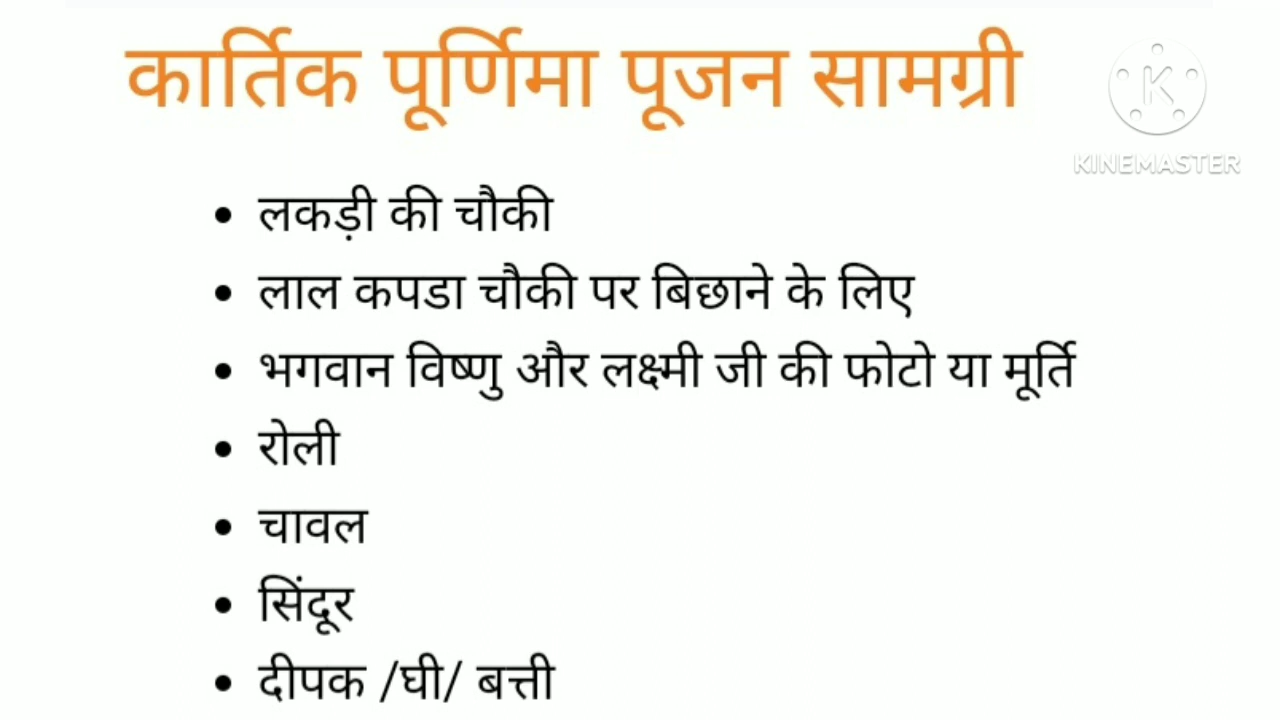 कार्तिक पूर्णिमा पूजन सामग्री
K
KINEMASTER
• लकड़ी की चौकी
• लाल कपडा चौकी पर बिछाने के लिए
• भगवान विष्णु और लक्ष्मी जी की फोटो या मूर्ति
• रोली
• चावल
• सिंदूर
• दीपक /घी/ बत्ती